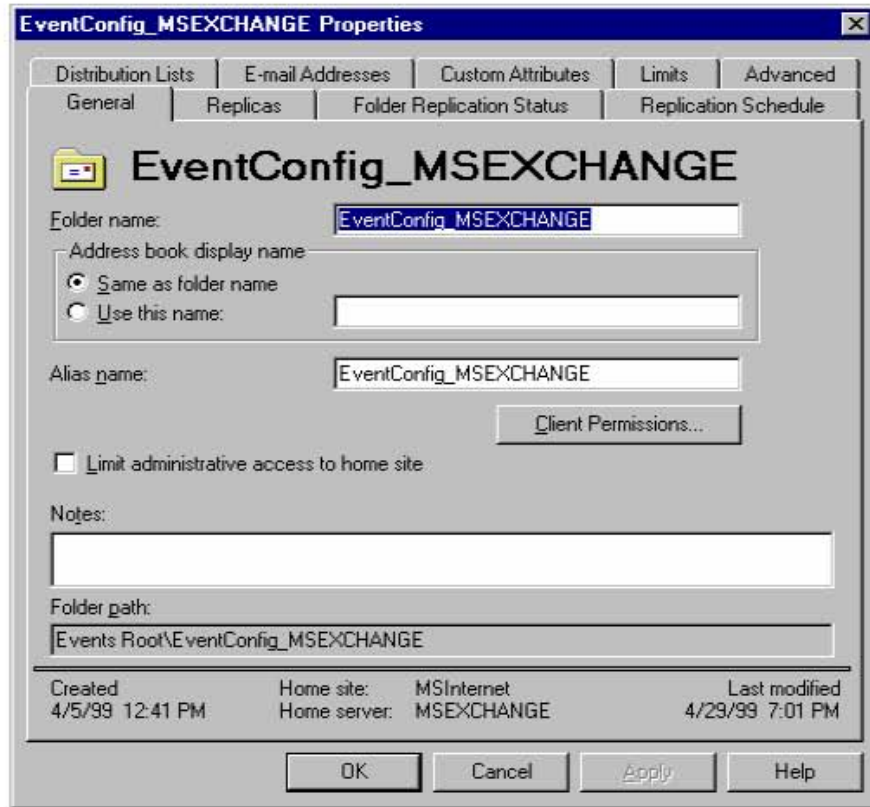 EventConfig_MSEXCHANGE Properties
Distribution Lists E-mail Addresses Custom Attributes Limits Advanced
General Replicas Folder Replication Status Replication Schedule
EventConfig_MSEXCHANGE
Folder name: EventConfig_MSEXCHANGE
Address book display name
Same as folder name
Use this name:
Alias name: EventConfig_MSEXCHANGE
Client Permissions...
Limit administrative access to home site
Notes:
Folder path:
Events Root\EventConfig_MSEXCHANGE
Created Home site: MSInternet Last modified
4/5/99 12:41 PM Home server: MSEXCHANGE 4/29/99 7:01 PM
OK Cancel Apply Help